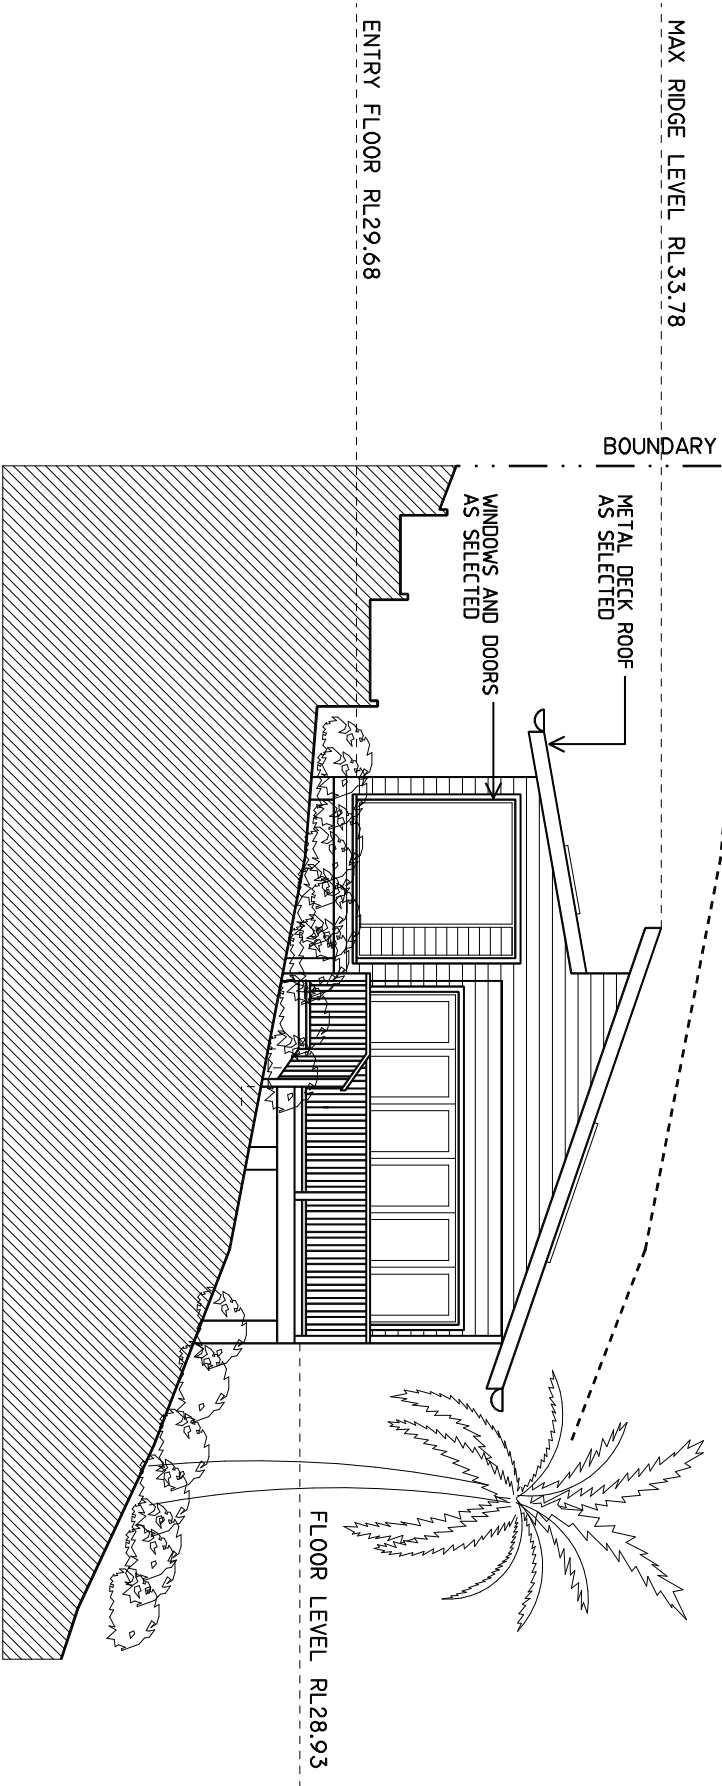 MAX RIDGE LEVEL RL33.78
ENTRY FLOOR RL29.68
BOUNDARY
METAL DECK ROOF
AS SELECTED
WINDOWS AND DOORS
AS SELECTED
FLOOR LEVEL RL28.93